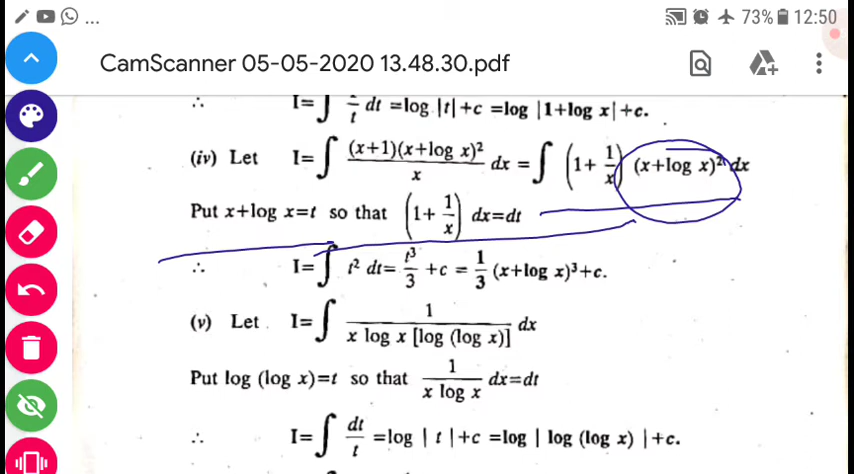 ... 73% 12:50
CamScanner 05-05-2020 13.48.30.pdf
∴ I=∫ 1/t dt =log |t|+c =log |1+log x|+c.
(iv) Let I=∫ (x+1)(x+log x)²/x dx = ∫ (1+ 1/x) (x+log x)² dx
Put x+log x=t so that (1+ 1/x) dx=dt
∴ I=∫ t² dt= t³/3 +c = 1/3 (x+log x)³+c.
(v) Let I=∫ 1/(x log x [log (log x)]) dx
Put log (log x)=t so that 1/(x log x) dx=dt
∴ I=∫ dt/t =log | t |+c =log | log (log x) |+c.